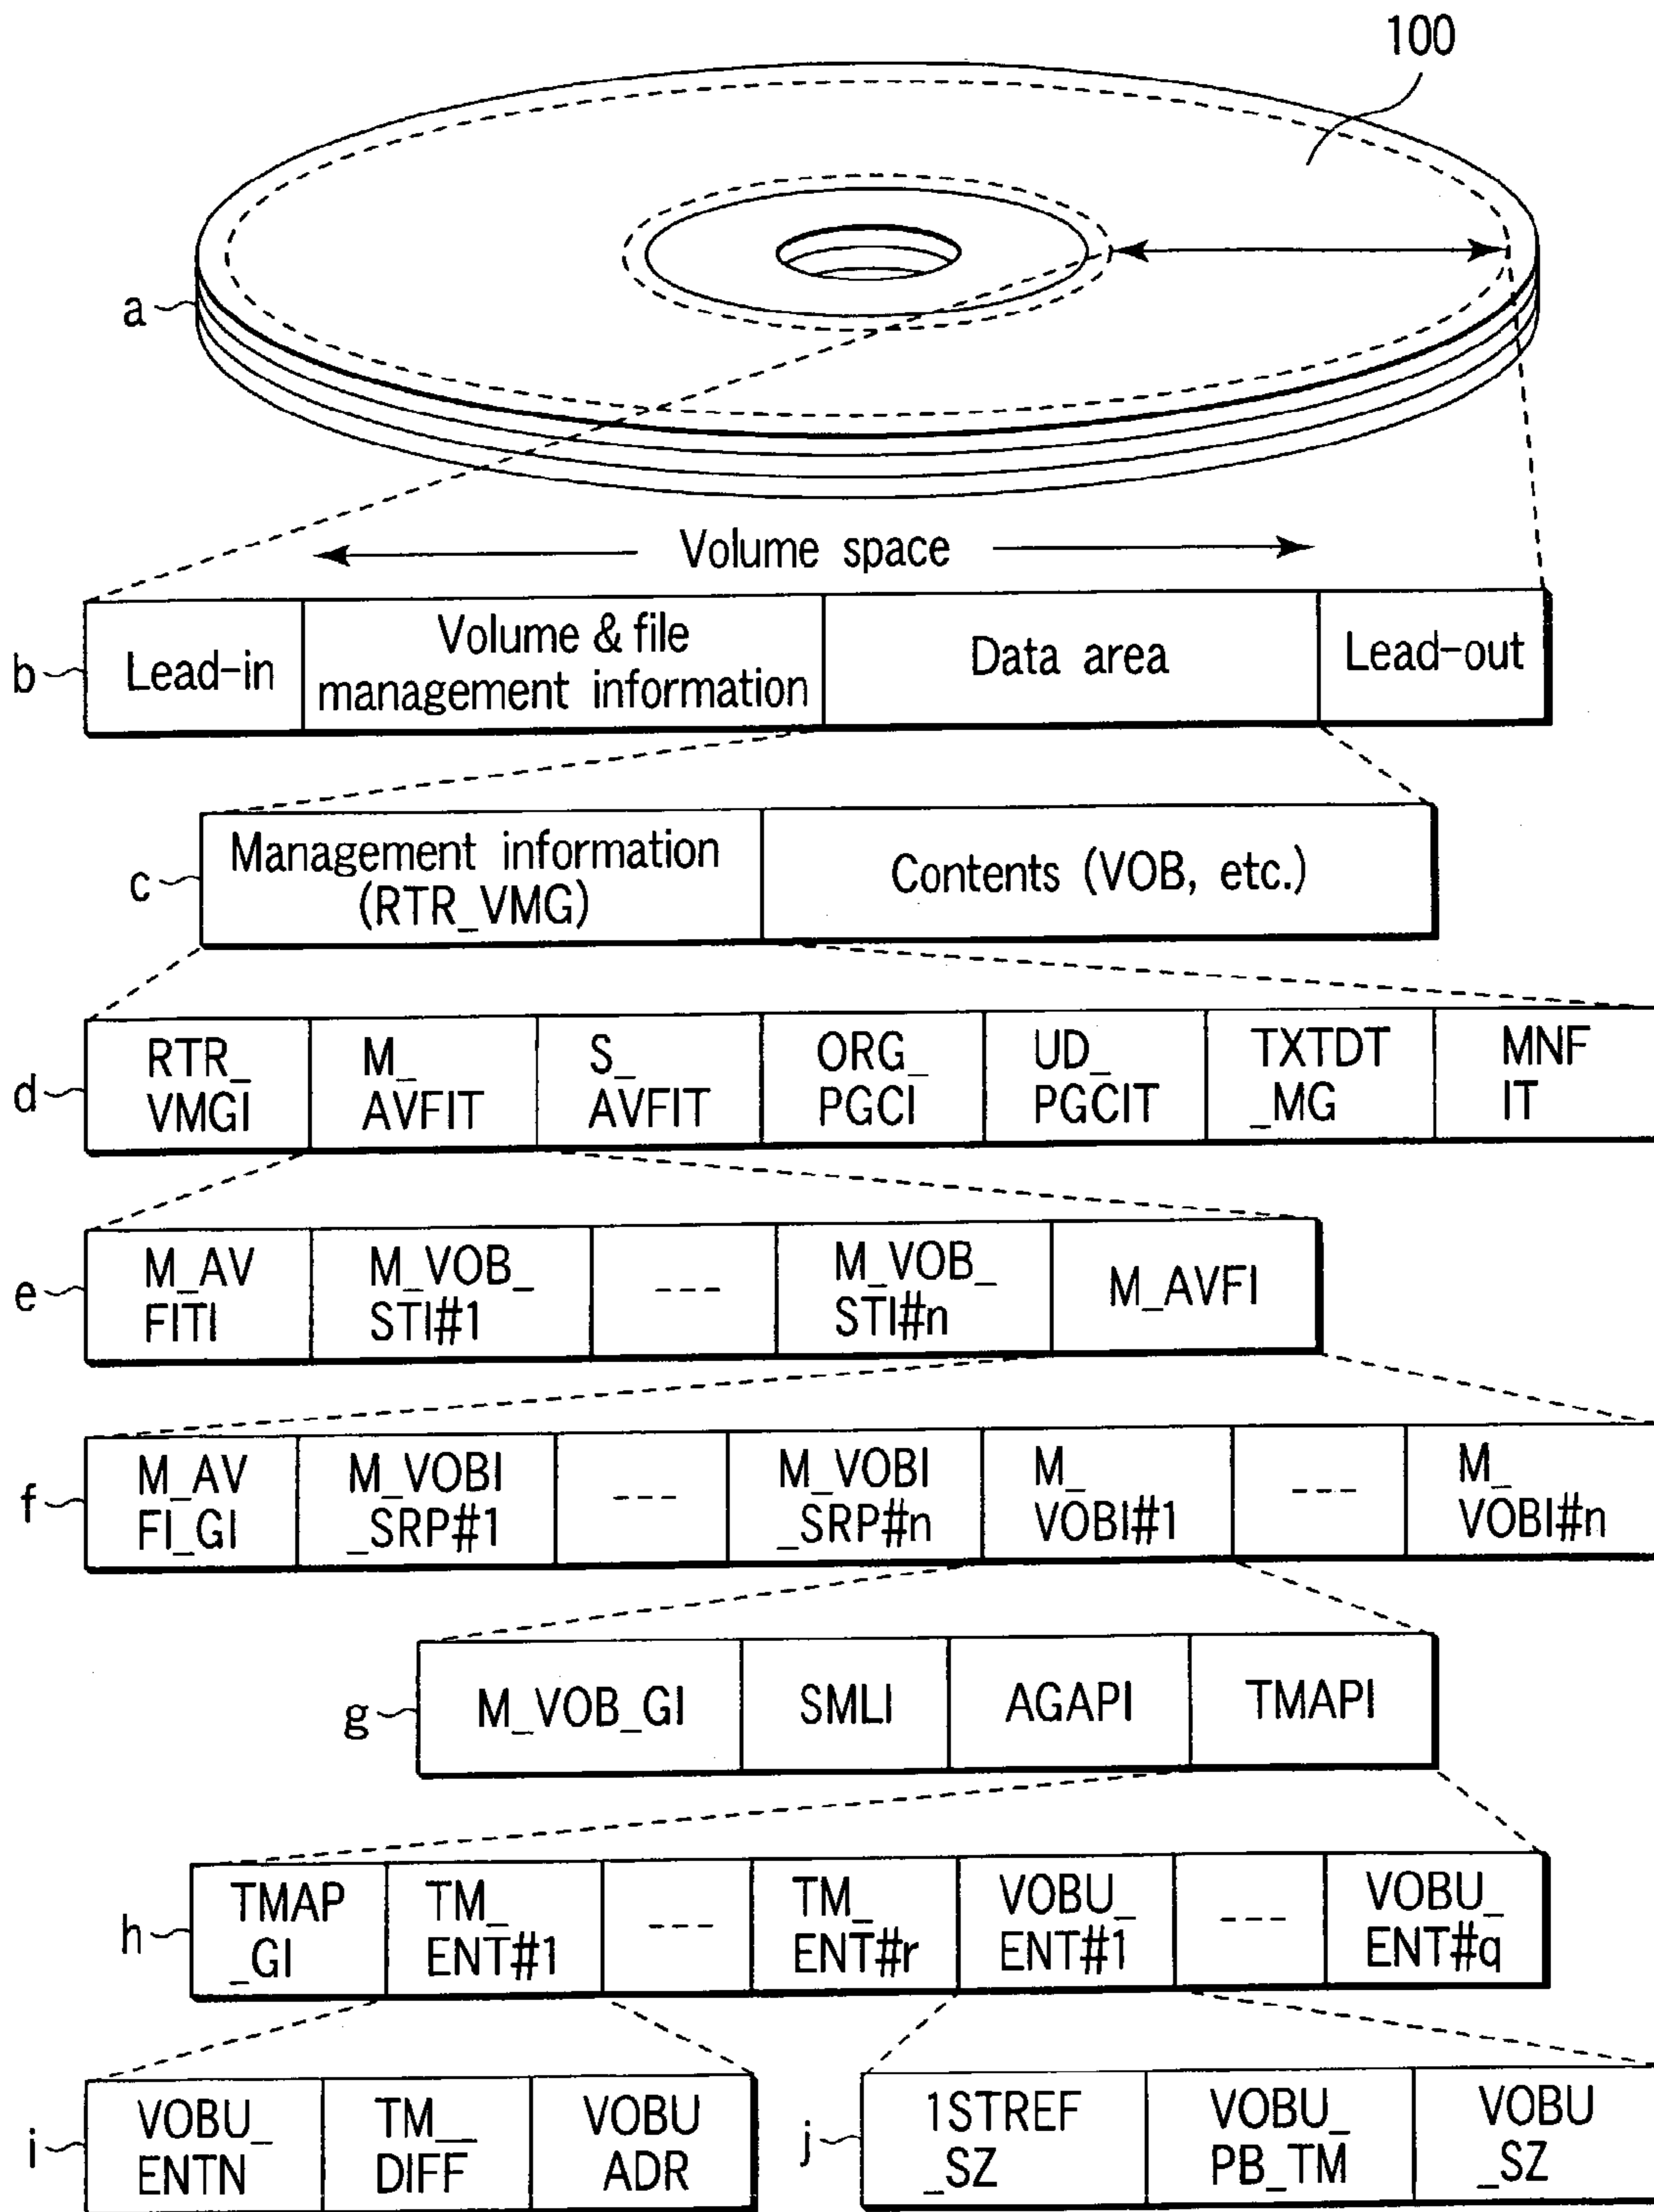 100
a
Volume space
b
Lead-in
Volume & file
management information
Data area
Lead-out
c
Management information
(RTR_VMG)
Contents (VOB, etc.)
d
RTR_
VMGI
M_
AVFIT
S_
AVFIT
ORG_
PGCI
UD_
PGCIT
TXTDT
_MG
MNF
IT
e
M_AV
FITI
M_VOB_
STI#1
---
M_VOB_
STI#n
M_AVFI
f
M_AV
FI_GI
M_VOBI
_SRP#1
---
M_VOBI
_SRP#n
M_
VOBI#1
---
M_
VOBI#n
g
M_VOB_GI
SMLI
AGAPI
TMAPI
h
TMAP
_GI
TM_
ENT#1
---
TM_
ENT#r
VOBU_
ENT#1
---
VOBU_
ENT#q
i
VOBU_
ENTN
TM_
DIFF
VOBU
ADR
j
1STREF
_SZ
VOBU_
PB_TM
VOBU
_SZ